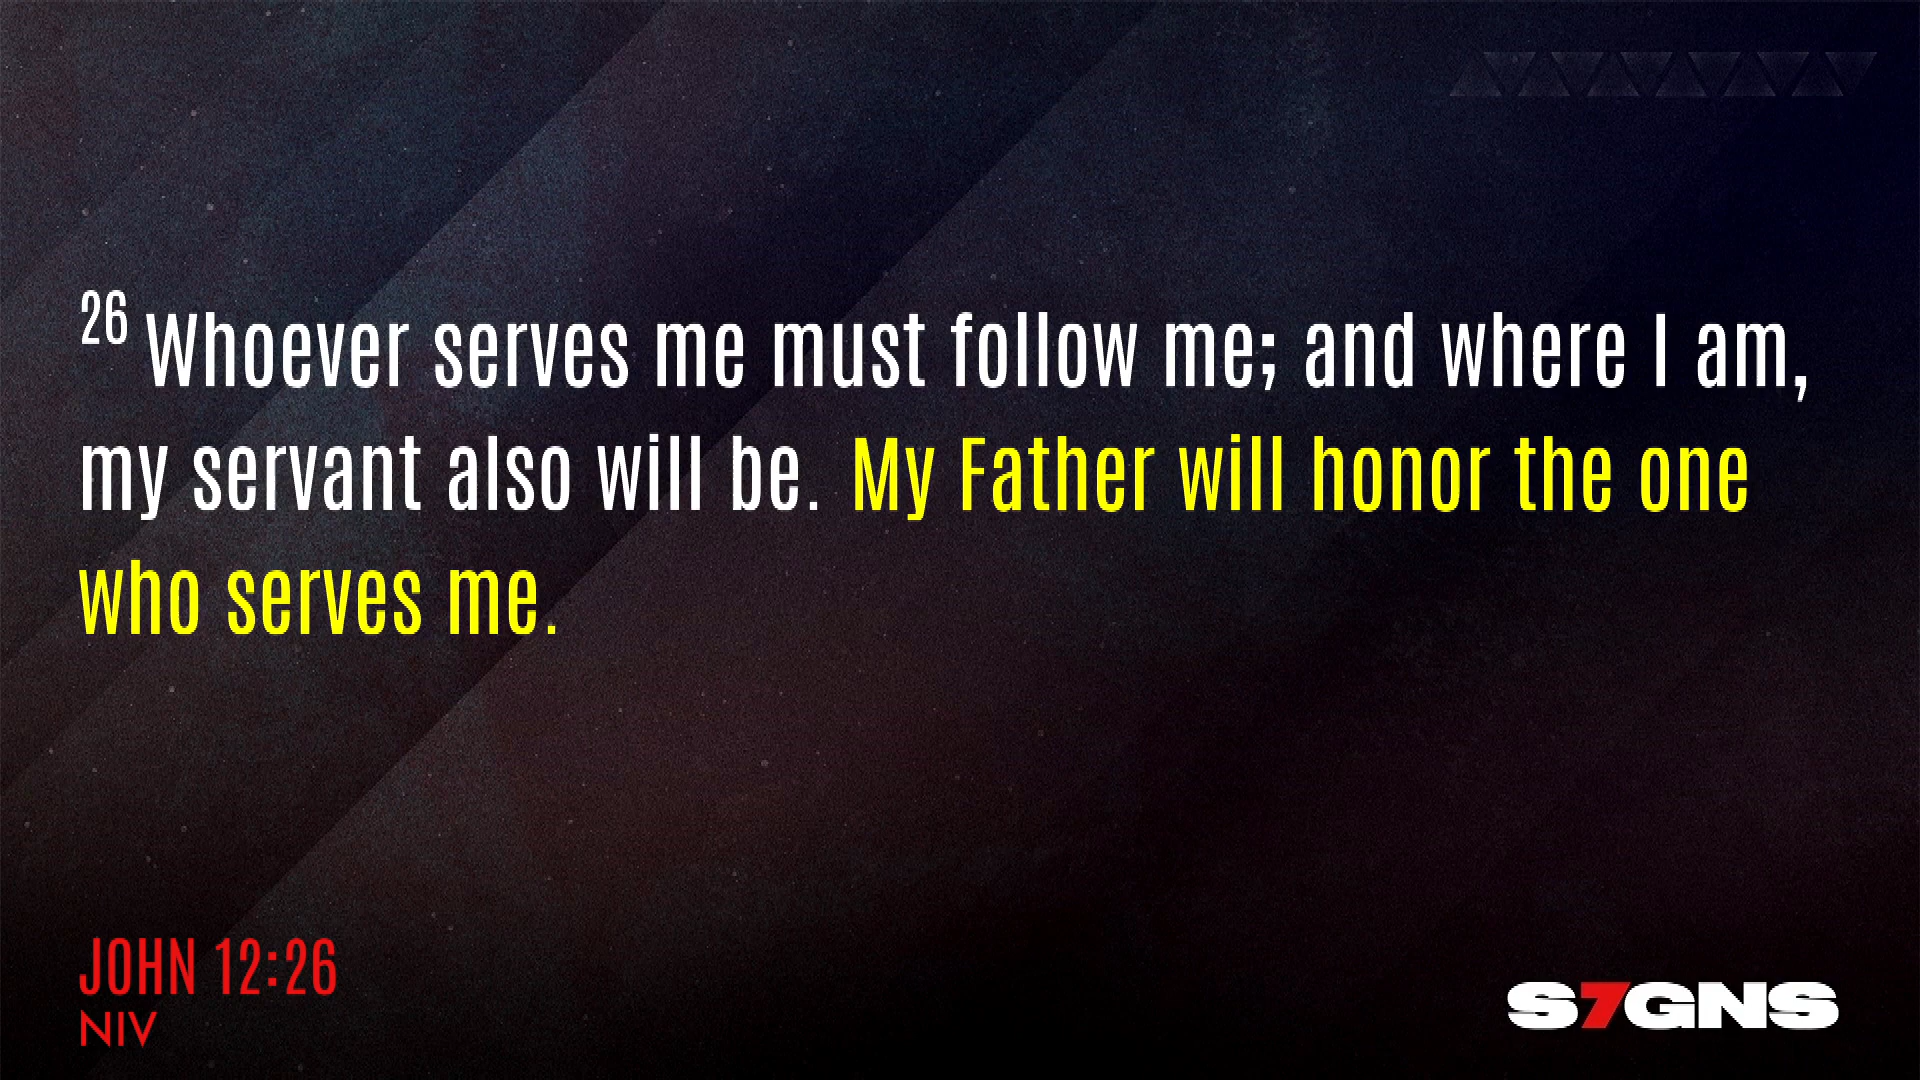 26 Whoever serves me must follow me; and where I am,
my servant also will be. My Father will honor the one
who serves me.
JOHN 12:26
NIV
S7GNS